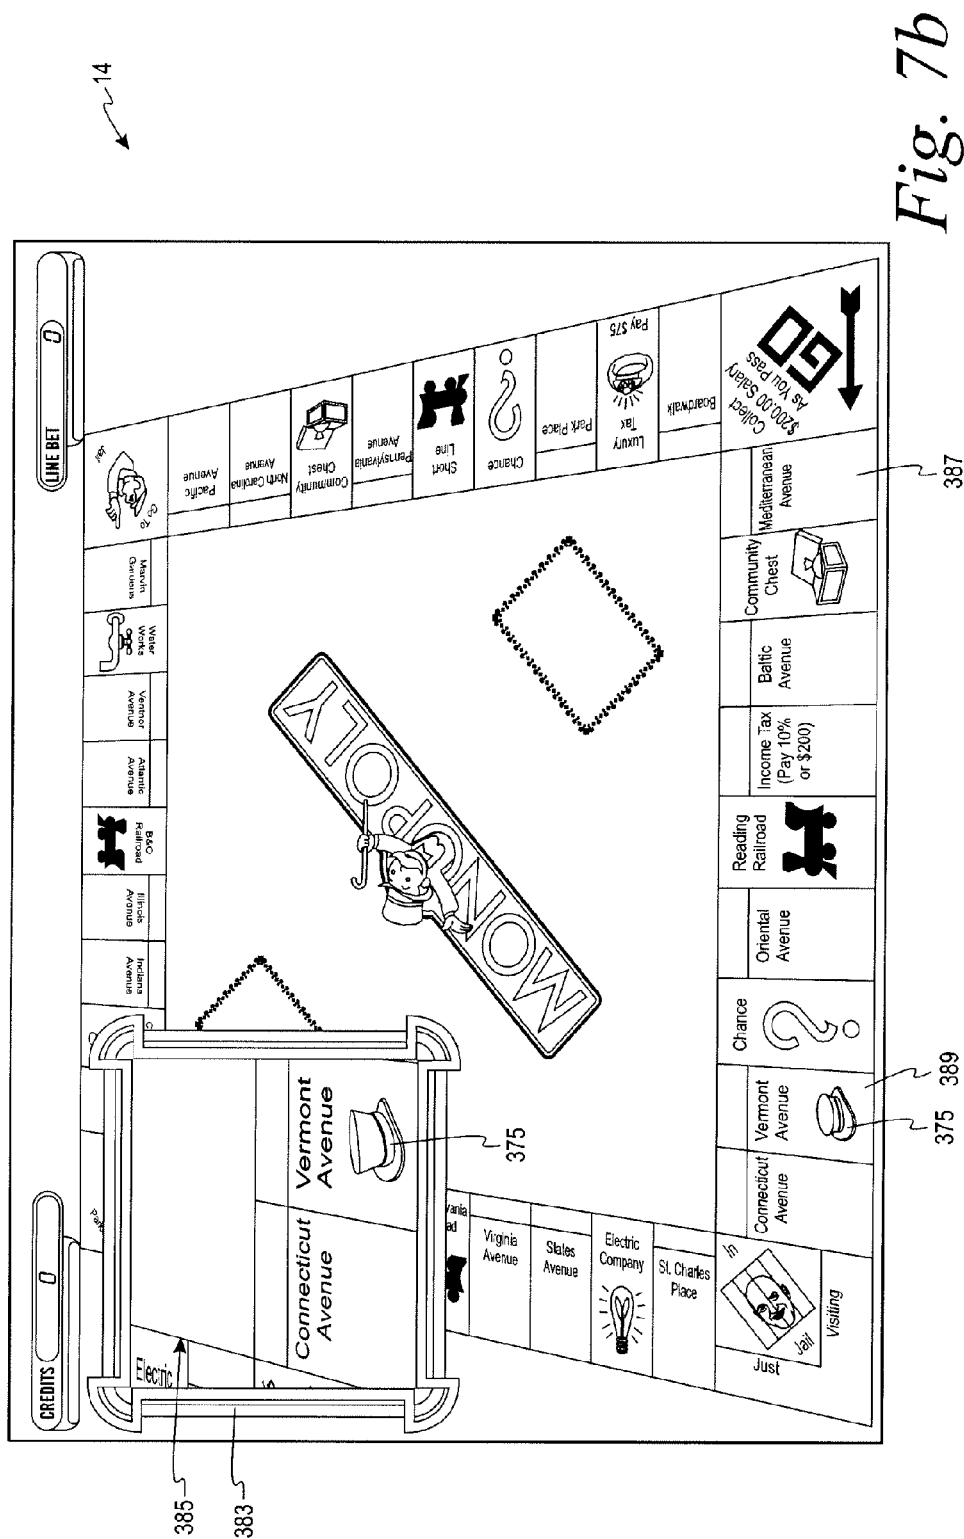 Fig. 7b
14
CREDITS 0
LINE BET 0
385
383
Electric
Connecticut
Avenue
Vermont
Avenue
375
Indiana
Avenue
Illinois
Avenue
B&O
Railroad
Atlantic
Avenue
Ventnor
Avenue
Water
Works
Marvin
Gardens
Go To
Jail
Pacific
Avenue
North Carolina
Avenue
Community
Chest
Pennsylvania
Avenue
Short
Line
Chance
Park Place
Luxury
Tax
Pay $75
Boardwalk
MONOPOLY
vania
ad
Virginia
Avenue
States
Avenue
Electric
Company
St. Charles
Place
In
Jail
Just
Visiting
Connecticut
Avenue
Vermont
Avenue
Chance
Oriental
Avenue
Reading
Railroad
Income Tax
(Pay 10%
or $200)
Baltic
Avenue
Community
Chest
Mediterranean
Avenue
Collect
$200.00 Salary
As You Pass
GO
375
389
387